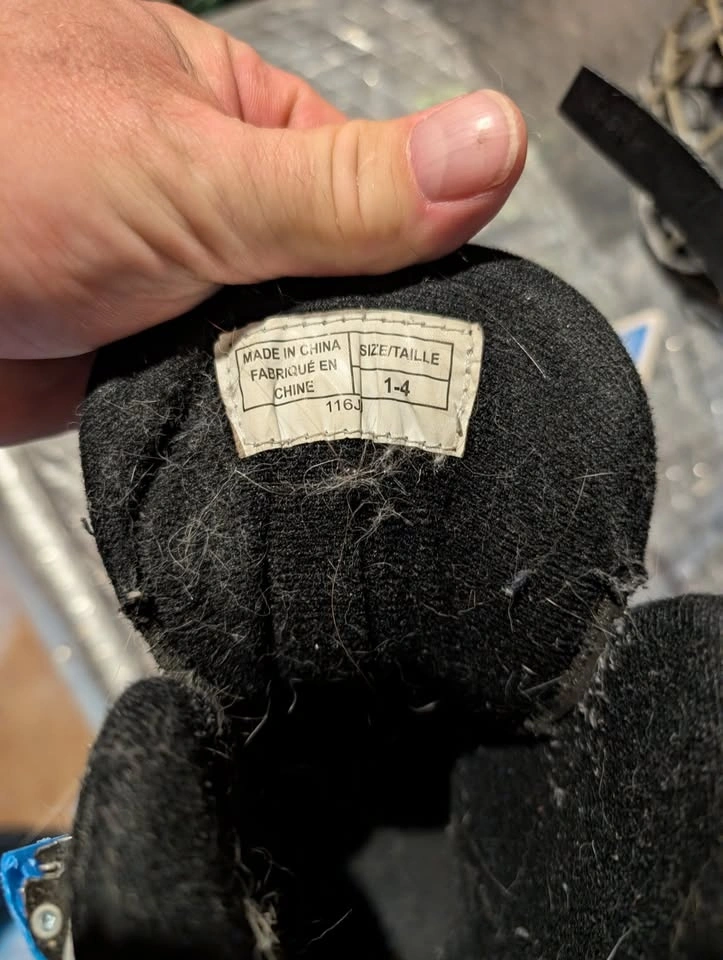 MADE IN CHINA
FABRIQUÉ EN
CHINE
SIZE/TAILLE
1-4
116J